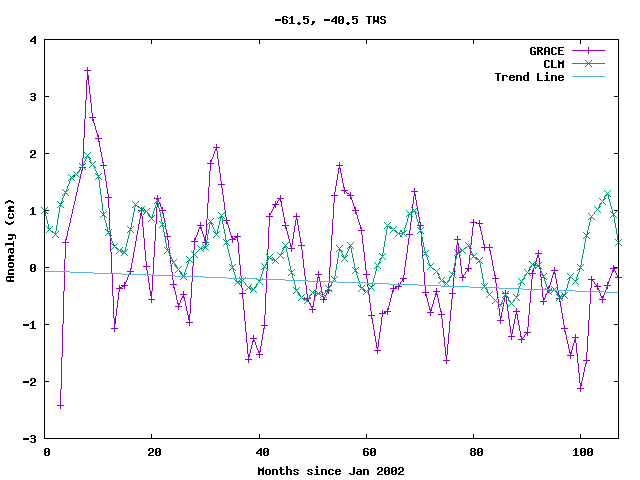 -61.5, -40.5 TWS
GRACE
CLM
Trend Line
4
3
2
1
0
-1
-2
-3
Anomaly (cm)
0 20 40 60 80 100
Months since Jan 2002